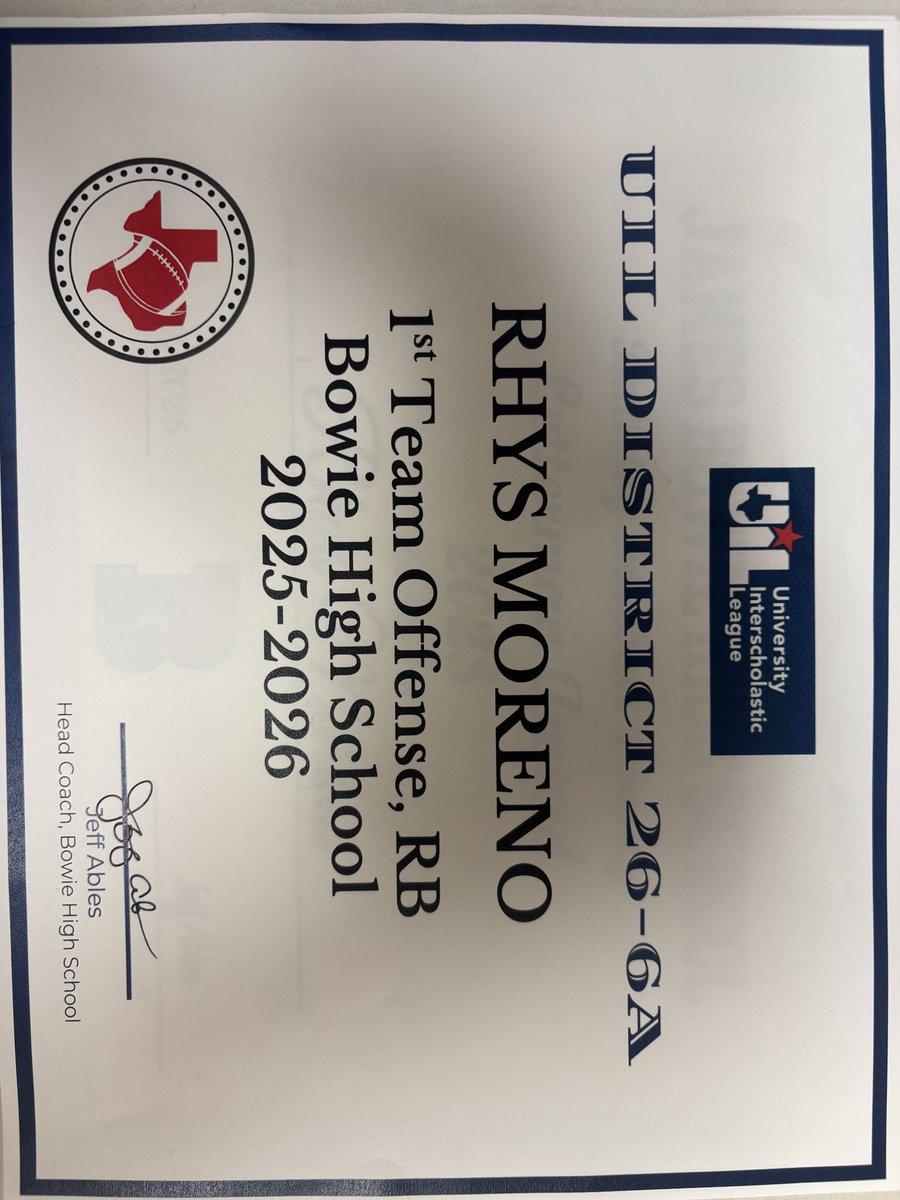 UIL
University
Interscholastic
League
UIL DISTRICT 26-6A
RHYS MORENO
1st Team Offense, RB
Bowie High School
2025-2026
Jeff Ables
Head Coach, Bowie High School